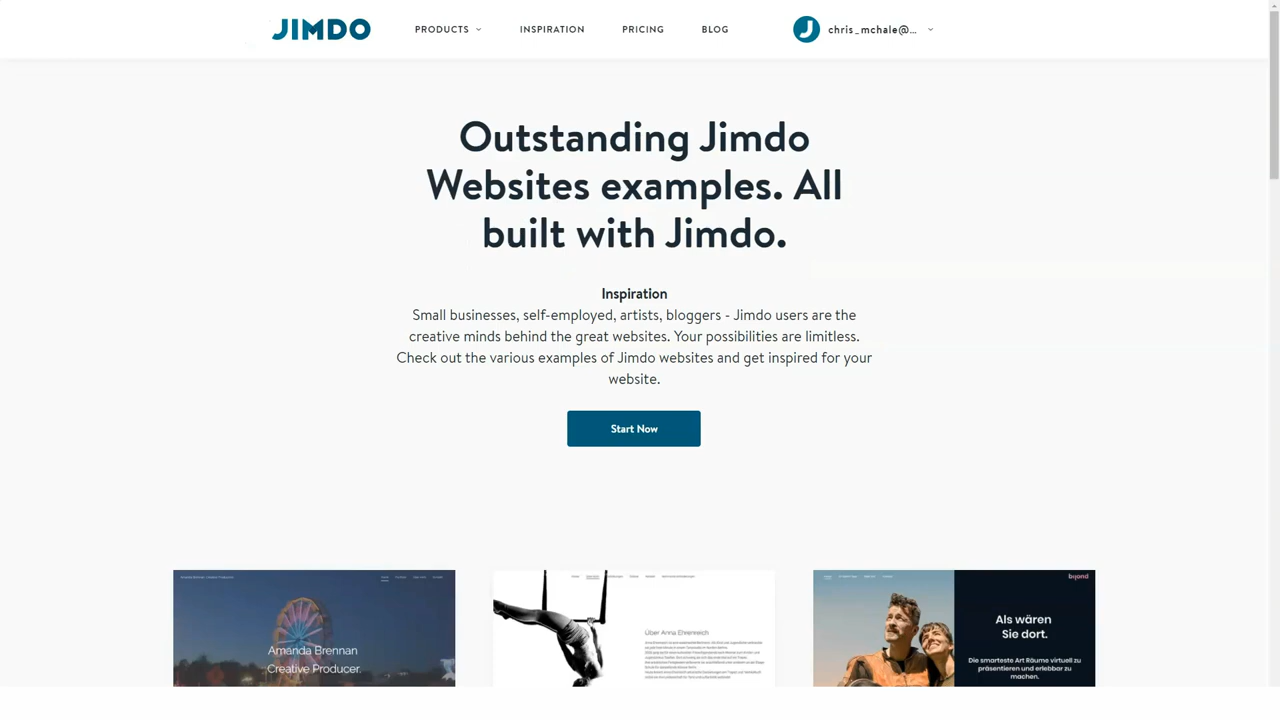 JIMDO
PRODUCTS
INSPIRATION
PRICING
BLOG
chris_mchale@...
Outstanding Jimdo
Websites examples. All
built with Jimdo.
Inspiration
Small businesses, self-employed, artists, bloggers - Jimdo users are the
creative minds behind the great websites. Your possibilities are limitless.
Check out the various examples of Jimdo websites and get inspired for your
website.
Start Now
Amanda Brennan
Creative Producer.
Über Anna Ehrenreich
Als wären
Sie dort.
Die smarteste Art Räume virtuell zu
präsentieren und erlebbar zu
machen.